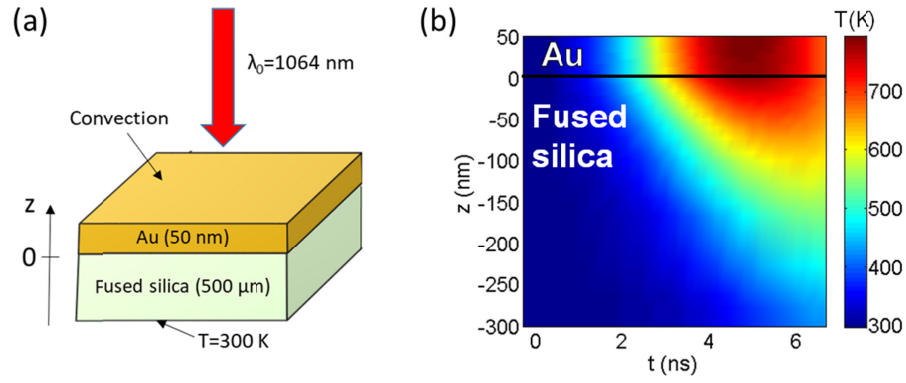 (a)
λ₀=1064 nm
Convection
z
0
Au (50 nm)
Fused silica (500 μm)
T=300 K
(b)
T(K)
50
0
-50
-100
-150
-200
-250
-300
z (nm)
Au
Fused
silica
0 2 4 6
t (ns)
700
600
500
400
300